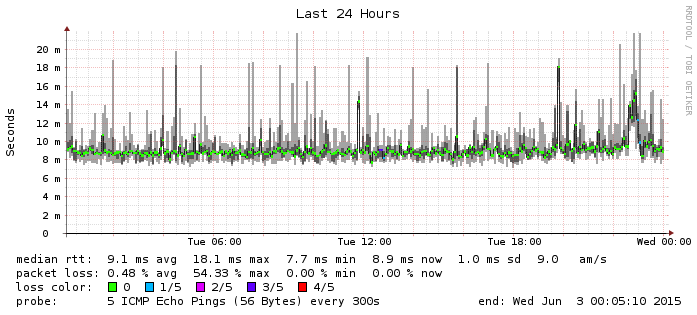 Last 24 Hours
RRDTOOL / TOBI OETIKER
Seconds
20 m
18 m
16 m
14 m
12 m
10 m
8 m
6 m
4 m
2 m
0
Tue 06:00 Tue 12:00 Tue 18:00 Wed 00:00
median rtt: 9.1 ms avg 18.1 ms max 7.7 ms min 8.9 ms now 1.0 ms sd 9.0 am/s
packet loss: 0.48 % avg 54.33 % max 0.00 % min 0.00 % now
loss color: 0 1/5 2/5 3/5 4/5
probe: 5 ICMP Echo Pings (56 Bytes) every 300s end: Wed Jun 3 00:05:10 2015